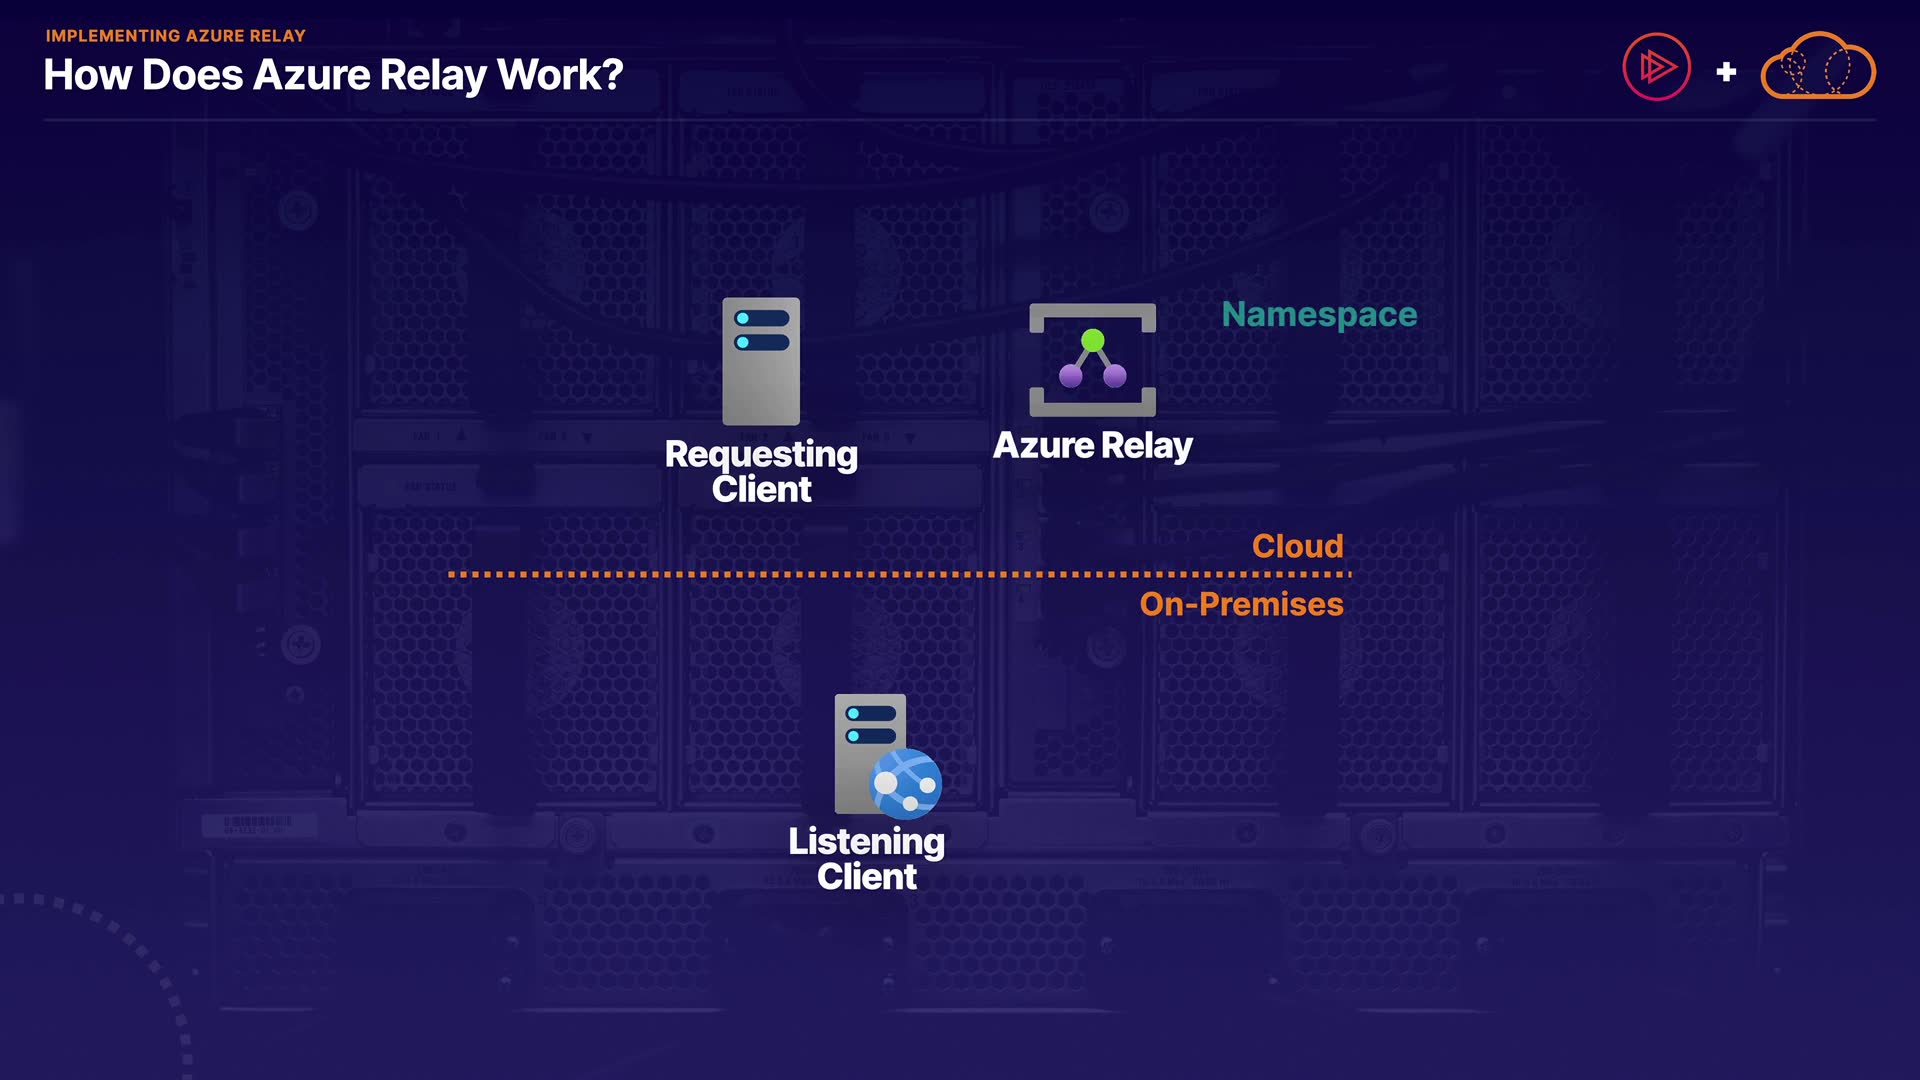 IMPLEMENTING AZURE RELAY
How Does Azure Relay Work?
Namespace
Requesting
Client
Azure Relay
Cloud
On-Premises
Listening
Client